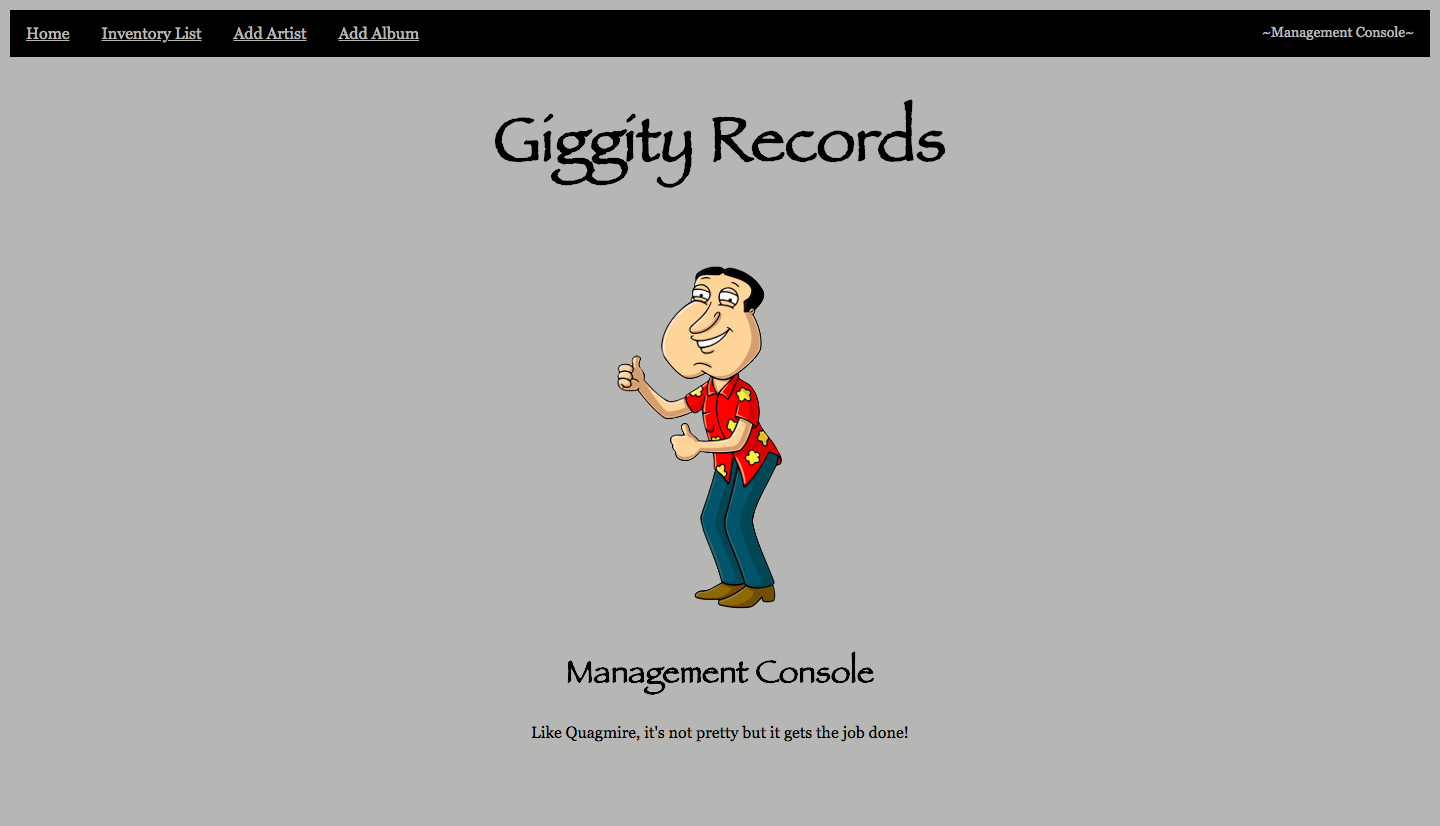 Home Inventory List Add Artist Add Album ~Management Console~
Giggity Records
Management Console
Like Quagmire, it's not pretty but it gets the job done!